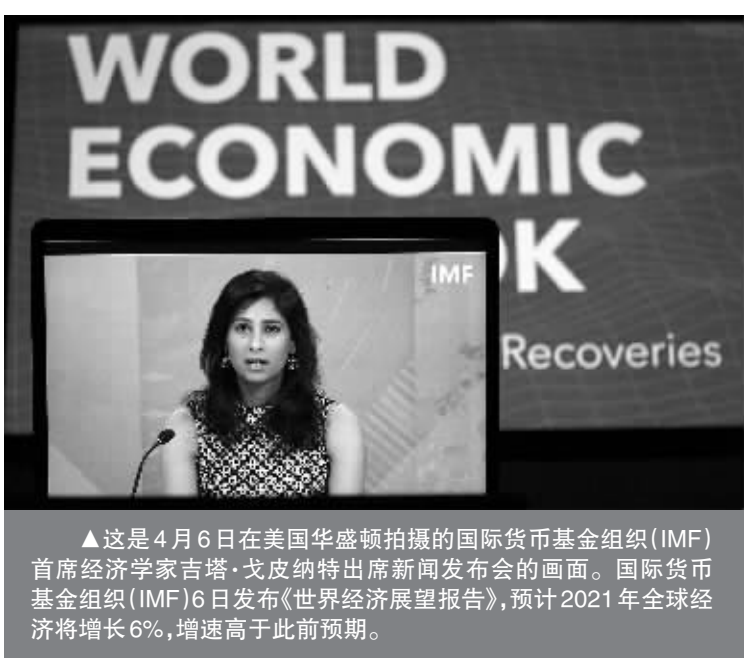 WORLD
ECONOMIC
OK
IMF
Recoveries
▲这是4月6日在美国华盛顿拍摄的国际货币基金组织(IMF)
首席经济学家吉塔·戈皮纳特出席新闻发布会的画面。国际货币
基金组织(IMF)6日发布《世界经济展望报告》,预计2021年全球经
济将增长6%,增速高于此前预期。